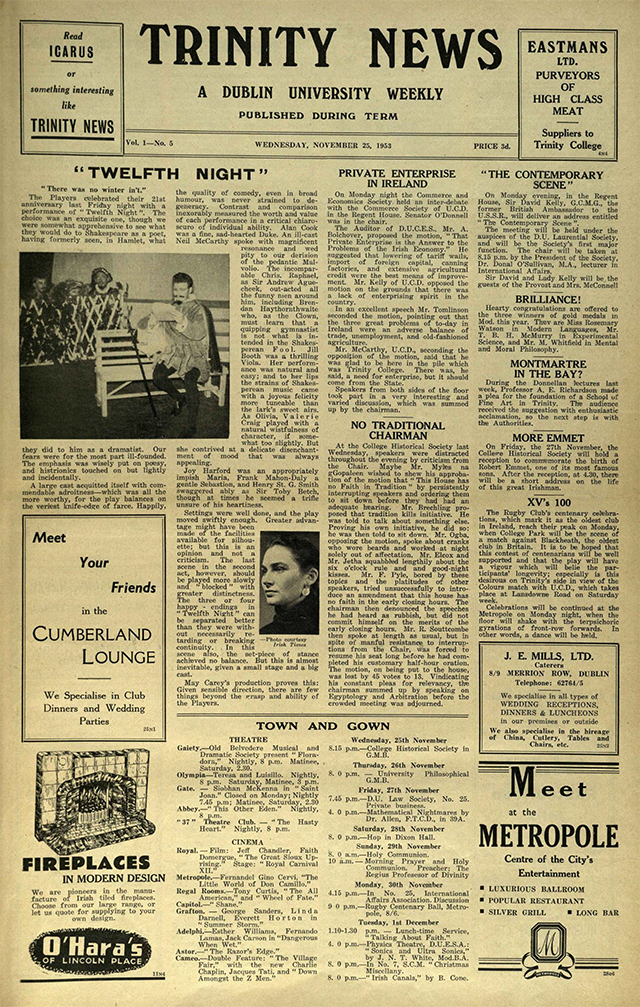 Read
ICARUS
or
something interesting
like
TRINITY NEWS
TRINITY NEWS
A DUBLIN UNIVERSITY WEEKLY
PUBLISHED DURING TERM
EASTMANS
LTD.
PURVEYORS
OF
HIGH CLASS
MEAT
Suppliers to
Trinity College
Vol. 1—No. 5
WEDNESDAY, NOVEMBER 25, 1953
PRICE 3d.
"TWELFTH NIGHT"
"There was no winter in't."
The Players celebrated their 21st
anniversary last Friday night with a
performance of "Twelfth Night". The
choice was an exquisite one, though we
were somewhat apprehensive to see what
they would do to Shakespeare as a poet,
having formerly seen, in Hamlet, what
they did to him as a dramatist. Our
fears were for the most part ill-founded.
The emphasis was wisely put on poesy,
and histrionics touched on but lightly
and incidentally.
A large cast acquitted itself with com-
mendable adroitness—which was all the
more worthy, for the play balances on
the veriest knife-edge of farce. Happily,
the quality of comedy, even in broad
humour, was never strained to de-
generacy. Contrast and comparison
inexorably measured the worth and value
of each performance in a critical chiaro-
scuro of individual ability. Alan Cook
was a fine, sad-hearted Duke. An ill-cast
Neil McCarthy spoke with magnificent
resonance and wed
pity to our derision
of the pedantic Mal-
volio. The incompar-
able Chris. Raphael,
as Sir Andrew Ague-
cheek, out-acted all
the funny men around
him, including Bren-
dan Haythornthwaite
who, as the Clown,
must learn that a
quipping gymnastist
is not what is in-
tended in the Shakes-
perean Fool. Jill
Booth was a thrilling
Viola. Her perform-
ance was natural and
easy; and to her lips
the strains of Shakes-
perean music came
with a joyous felicity
more tuneable than
the lark's sweet airs.
As Olivia, Valerie
Craig played with a
natural wistfulness of
character, if some-
what too slightly. But
she contrived at a delicate disenchant-
ment of mood that was always
appealing.
Joy Harford was an appropriately
impish Maria, Frank Mahon-Daly a
gentle Sebastian, and Henry St. G. Smith
swaggered ably as Sir Toby Belch,
though at times he seemed a trifle
unsure of his heartiness.
Settings were well done, and the play
moved swiftly enough. Greater advan-
tage might have been
made of the facilities
available for silhou-
ette; but this is an
opinion and not a
criticism. The last
scene in the second
act, however, should
be played more slowly
and "blocked" with
greater distinctness.
The three or four
happy - endings in
"Twelfth Night" can
be separated better
than they were with-
out necessarily re-
tarding or breaking
continuity. In this
scene also, the set-piece of stance
achieved no balance. But this is almost
inevitable, given a small stage and a big
cast.
May Carey's production proves this:
Given sensible direction, there are few
things beyond the grasp and ability of
the Players.
—Photo courtesy
Irish Times
PRIVATE ENTERPRISE
IN IRELAND
On Monday night the Commerce and
Economics Society held an inter-debate
with the Commerce Society of U.C.D.
in the Regent House. Senator O'Donnell
was in the chair.
The Auditor of D.U.C.E.S., Mr. A.
Bolchover, proposed the motion, "That
Private Enterprise is the Answer to the
Problems of the Irish Economy." He
suggested that lowering of tariff walls,
import of foreign capital, canning
factories, and extensive agricultural
credit were the best means of improve-
ment. Mr. Kelly of U.C.D. opposed the
motion on the grounds that there was
a lack of enterprising spirit in the
country.
In an excellent speech Mr. Tomlinson
seconded the motion, pointing out that
the three great problems of to-day in
Ireland were an adverse balance of
trade, unemployment, and old-fashioned
agriculture.
Mr. McCarthy, U.C.D., seconding the
opposition of the motion, said that he
was glad to be here in the pile which
was Trinity College. There was, he
said, a need for enterprise, but it should
come from the State.
Speakers from both sides of the floor
took part in a very interesting and
varied discussion, which was summed
up by the chairman.
NO TRADITIONAL
CHAIRMAN
At the College Historical Society last
Wednesday, speakers were distracted
throughout the evening by criticism from
the Chair. Maybe Mr. Myles na
gCopaleen wished to shew his approba-
tion of the motion that "This House has
no Faith in Tradition" by persistently
interrupting speakers and ordering them
to sit down before they had had an
adequate hearing. Mr. Brechling pro-
posed that tradition kills initiative. He
was told to talk about something else.
Proving his own initiative, he did so;
he was then told to sit down. Mr. Ogba,
opposing the motion, spoke about cranks
who wore beards and worked at night
solely out of affectation. Mr. Elcox and
Mr. Jetha squabbled lengthily about the
six o'clock rule and and good-night
kisses. Mr. F. Pyle, bored by these
topics and the platitudes of other
speakers, tried unsuccessfully to intro-
duce an amendment that this house had
no faith in the early closing hours. The
chairman then denounced the speeches
he had heard as rubbish, but did not
commit himself on the merits of the
early closing hours. Mr. R. Southcombe
then spoke at length as usual, but in
spite of manful resistance to interrup-
tions from the Chair, was forced to
resume his seat long before he had com-
pleted his customary half-hour oration.
The motion, on being put to the house,
was lost by 45 votes to 13. Vindicating
his constant pleas for relevancy, the
chairman summed up by speaking on
Egyptology and Arbitration before the
crowded meeting was adjourned.
"THE CONTEMPORARY
SCENE"
On Monday evening, in the Regent
House, Sir David Kelly, G.C.M.G., the
former British Ambassador to the
U.S.S.R., will deliver an address entitled
"The Contemporary Scene".
The meeting will be held under the
auspices of the D.U. Laurential Society,
and will be the Society's first major
function. The chair will be taken at
8.15 p.m. by the President of the Society,
Dr. Donal O'Sullivan, M.A., lecturer in
International Affairs.
Sir David and Lady Kelly will be the
guests of the Provost and Mrs. McConnell
BRILLIANCE!
Hearty congratulations are offered to
the three winners of gold medals in
Mod. this year. They are Miss Rosemary
Watson in Modern Languages, Mr.
T. B. H. McMurry in Experimental
Science, and Mr. M. Whitfield in Mental
and Moral Philosophy.
MONTMARTRE
IN THE BAY?
During the Donnellan lectures last
week, Professor A. E. Richardson made
a plea for the foundation of a School of
Fine Art in Trinity. The audience
received the suggestion with enthusiastic
acclamation, so the next step is with
the Authorities.
MORE EMMET
On Friday, the 27th November, the
College Historical Society will hold a
reception to commemorate the birth of
Robert Emmet, one of its most famous
sons. After the reception, at 4.30, there
will be a short address on the life
of this great Irishman.
XV's 100
The Rugby Club's centenary celebra-
tions, which mark it as the oldest club
in Ireland, reach their peak on Monday,
when College Park will be the scene of
a match against Blackheath, the oldest
club in Britain. It is to be hoped that
this contest of centenarians will be well
supported and that the play will have
a vigour which will belie the par-
ticipants' longevity; especially is this
desirous on Trinity's side in view of the
Colours match with U.C.D., which takes
place at Lansdowne Road on Saturday
week.
Celebrations will be continued at the
Metropole on Monday night, when the
floor will shake with the terpsichoric
gyrations of front-row forwards. In
other words, a dance will be held.
Meet
Your
Friends
in the
CUMBERLAND
LOUNGE
We Specialise in Club
Dinners and Wedding
Parties
J. E. MILLS, LTD.
Caterers
8/9 MERRION ROW, DUBLIN
Telephone: 62761/5
We specialise in all types of
WEDDING RECEPTIONS,
DINNERS & LUNCHEONS
in our premises or outside
We also specialise in the hireage
of China, Cutlery, Tables and
Chairs, etc.
TOWN AND GOWN
THEATRE
Gaiety.—Old Belvedere Musical and
Dramatic Society present "Flora-
dora," Nightly, 8 p.m. Matinee,
Saturday, 2.30.
Olympia—Teresa and Luisillo. Nightly,
8 p.m. Saturday, Matinee, 3 p.m.
Gate. — Siobhan McKenna in "Saint
Joan." Closed on Monday; Nightly
7.45 p.m; Matinee, Saturday, 2.30
Abbey.—"This Other Eden." Nightly,
8 p.m.
"37" Theatre Club. — "The Hasty
Heart." Nightly, 8 p.m.
CINEMA
Royal. — Film: Jeff Chandler, Faith
Domergue, "The Great Sioux Up-
rising." Stage: "Royal Carnival
XII."
Metropole.—Fernandel Gino Cervi, "The
Little World of Don Camillo."
Regal Rooms.—Tony Curtis, "The All
American," and "Wheel of Fate."
Capitol.—"Shane."
Grafton. — George Sanders, Linda
Darnell, Everett Horton in
"Summer Storm."
Adelphi.—Esther Williams, Fernando
Lamas, Jack Carson in "Dangerous
When Wet."
Astor.—"The Razor's Edge."
Cameo.—Double Feature: "The Village
Fair," with the new Charlie
Chaplin, Jacques Tati, and "Down
Amongst the Z Men."
Wednesday, 25th November
8.15 p.m.—College Historical Society in
G.M.B.
Thursday, 26th November
8. 0 p.m. — University Philosophical
G.M.B.
Friday, 27th November
7.45 p.m.—D.U. Law Society, No. 25.
Private business.
4. 0 p.m.—Mathematical Nightmares by
Dr. Allen, F.T.C.D., in 39A.
Saturday, 28th November
8. 0 p.m.—Hop in Dixon Hall.
Sunday, 29th November
8. 0 a.m.—Holy Communion.
10 a.m.—Morning Prayer and Holy
Communion. Preacher: The
Regius Professor of Divinity
Monday, 30th November
4.15 p.m.—In No. 25, International
Affairs Association. Discussion
9 0 p.m.—Rugby Centenary Ball, Metro-
pole, 8/6.
Tuesday, 1st December
1.10-1.30 p.m. — Lunch-time Service,
"Talking About Faith."
4. 0 p.m.—Physics Theatre, D.U.E.S.A.:
"Sonics and Ultra Sonics,"
by J. N. T. White, Mod.B.A.
8. 0 p.m.—In No. 7, S.C.M. "Christmas
Miscellany.
8. 0 p.m.—"Irish Canals," by B. Conc.
FIREPLACES
IN MODERN DESIGN
We are pioneers in the manu-
facture of Irish tiled fireplaces.
Choose from our large range, or
let us quote for supplying to your
own design.
O'Hara's
OF LINCOLN PLACE
Meet
at the
METROPOLE
Centre of the City's
Entertainment
LUXURIOUS BALLROOM
POPULAR RESTAURANT
SILVER GRILL
LONG BAR
M